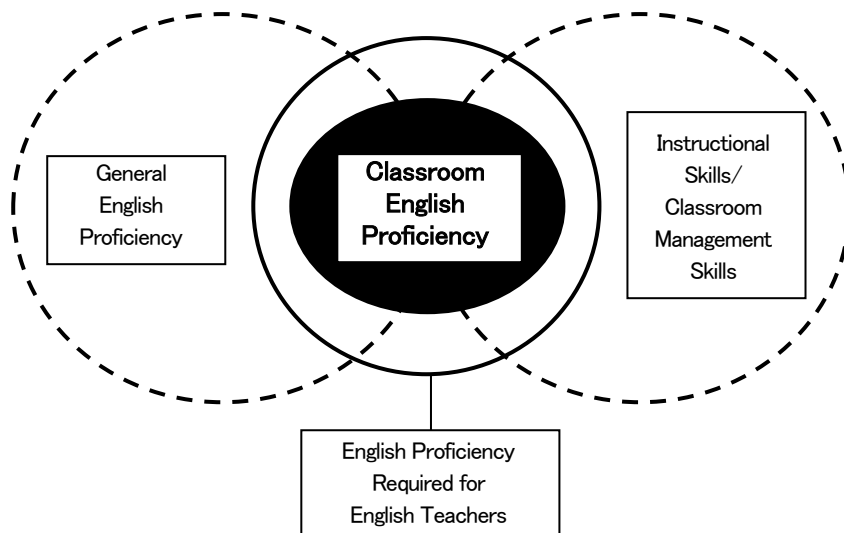 General
English
Proficiency
Classroom
English
Proficiency
Instructional
Skills/
Classroom
Management
Skills
English Proficiency
Required for
English Teachers